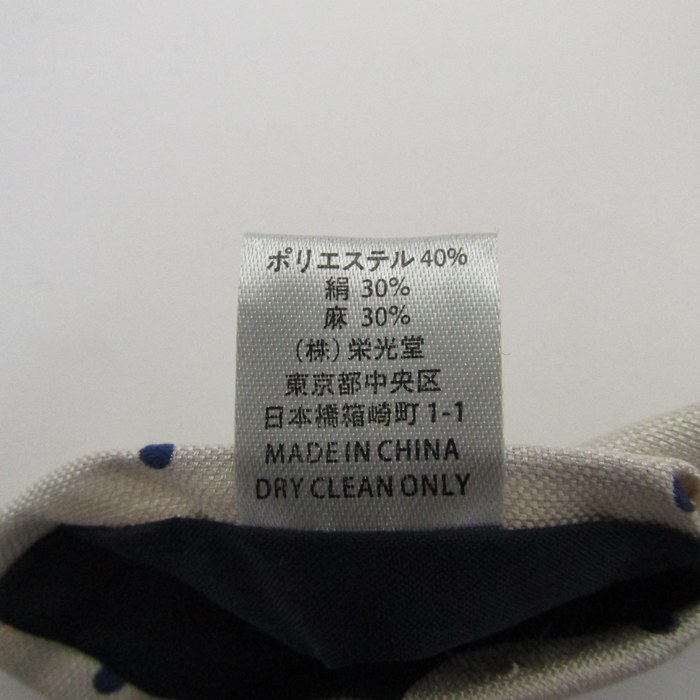 ポリエステル 40%
絹 30%
麻 30%
(株)栄光堂
東京都中央区
日本橋箱崎町1-1
MADE IN CHINA
DRY CLEAN ONLY